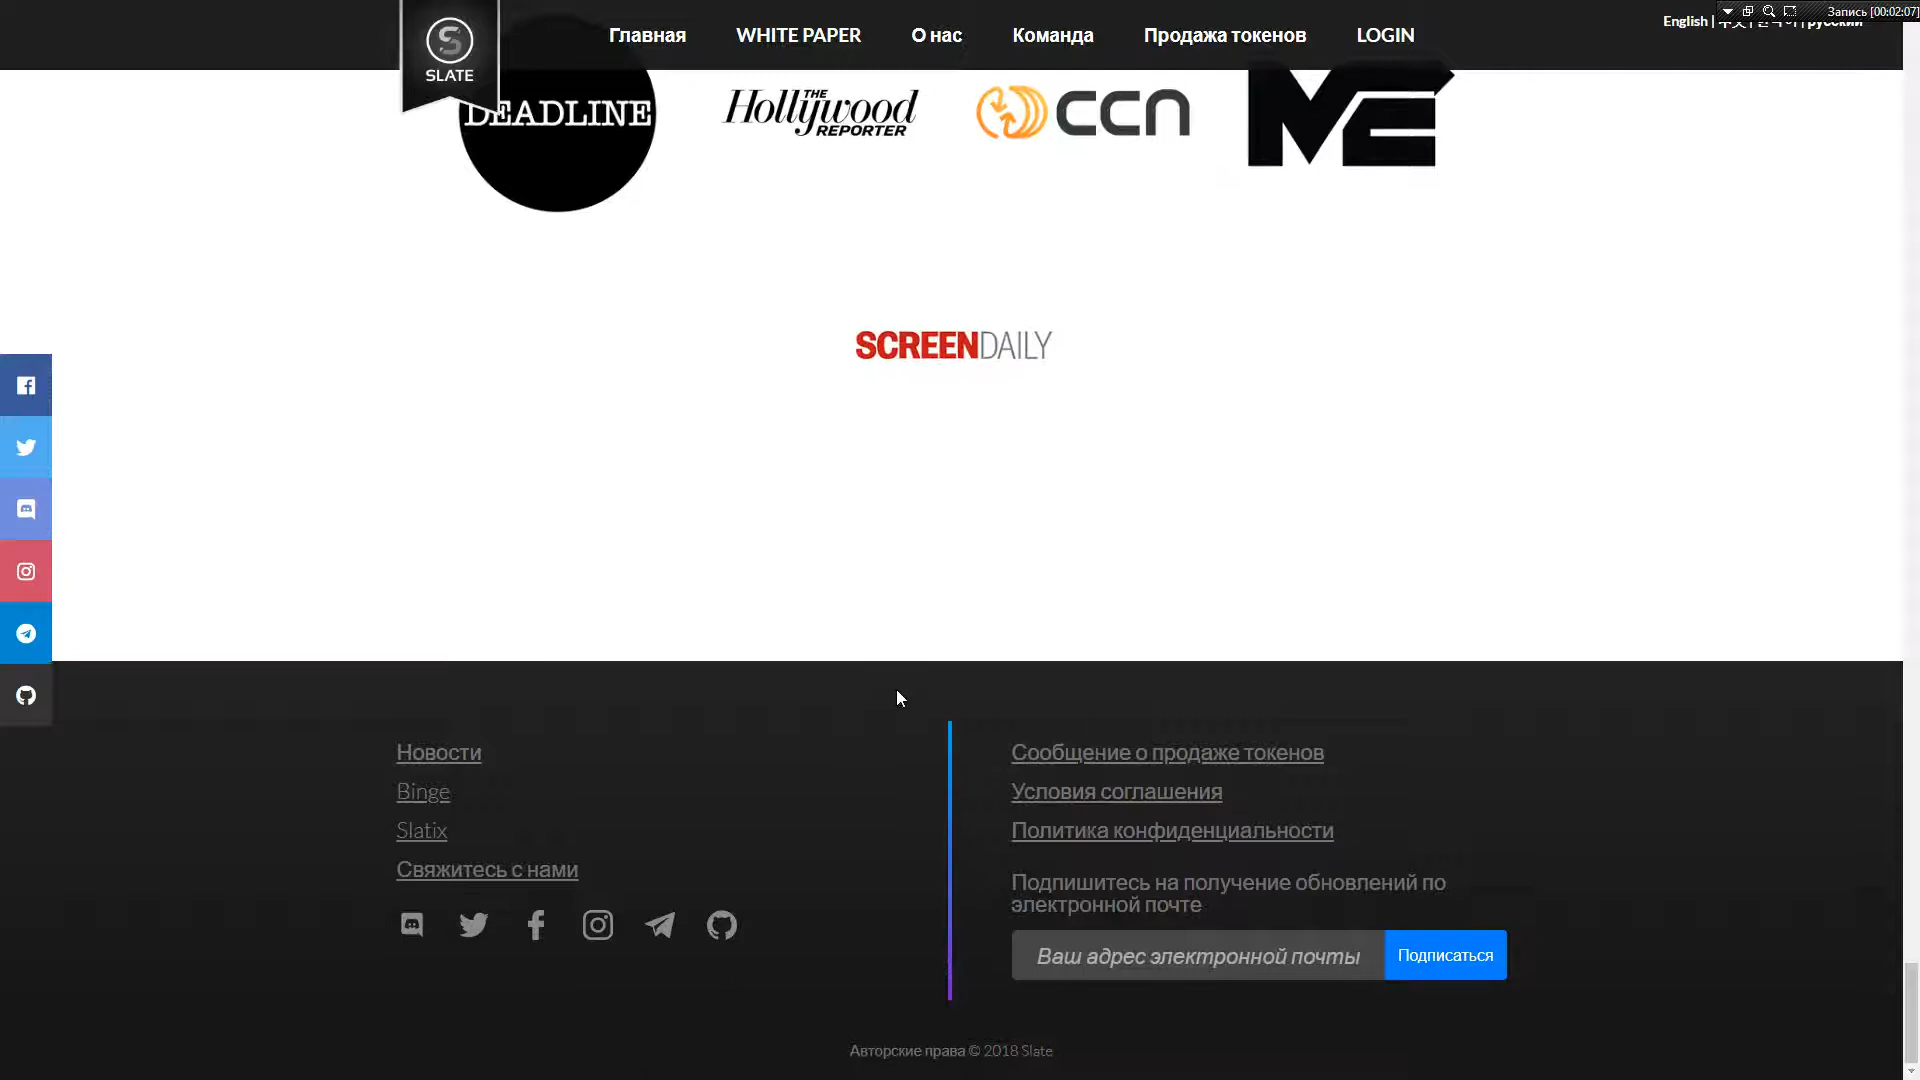 SLATE
Главная WHITE PAPER О нас Команда Продажа токенов LOGIN
English |
русский
Запись [00:02:07]
DEADLINE
THE
Hollywood
REPORTER
CCN
ME
SCREENDAILY
Новости
Binge
Slatix
Свяжитесь с нами
Сообщение о продаже токенов
Условия соглашения
Политика конфиденциальности
Подпишитесь на получение обновлений по
электронной почте
Ваш адрес электронной почты
Подписаться
Авторские права © 2018 Slate